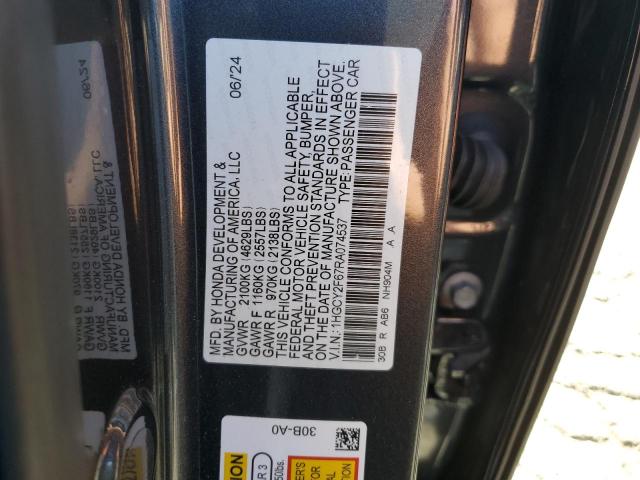 MFD. BY HONDA DEVELOPMENT & 06/'24
MANUFACTURING OF AMERICA, LLC
GVWR 2100KG (4629LBS)
GAWR F 1160KG (2557LBS)
GAWR R 970KG (2138LBS)
THIS VEHICLE CONFORMS TO ALL APPLICABLE
FEDERAL MOTOR VEHICLE SAFETY, BUMPER,
AND THEFT PREVENTION STANDARDS IN EFFECT
ON THE DATE OF MANUFACTURE SHOWN ABOVE.
V.I.N.:1HGCY2F67RA074537 TYPE:PASSENGER CAR
30B R AB6 NH904M A A
30B-A0